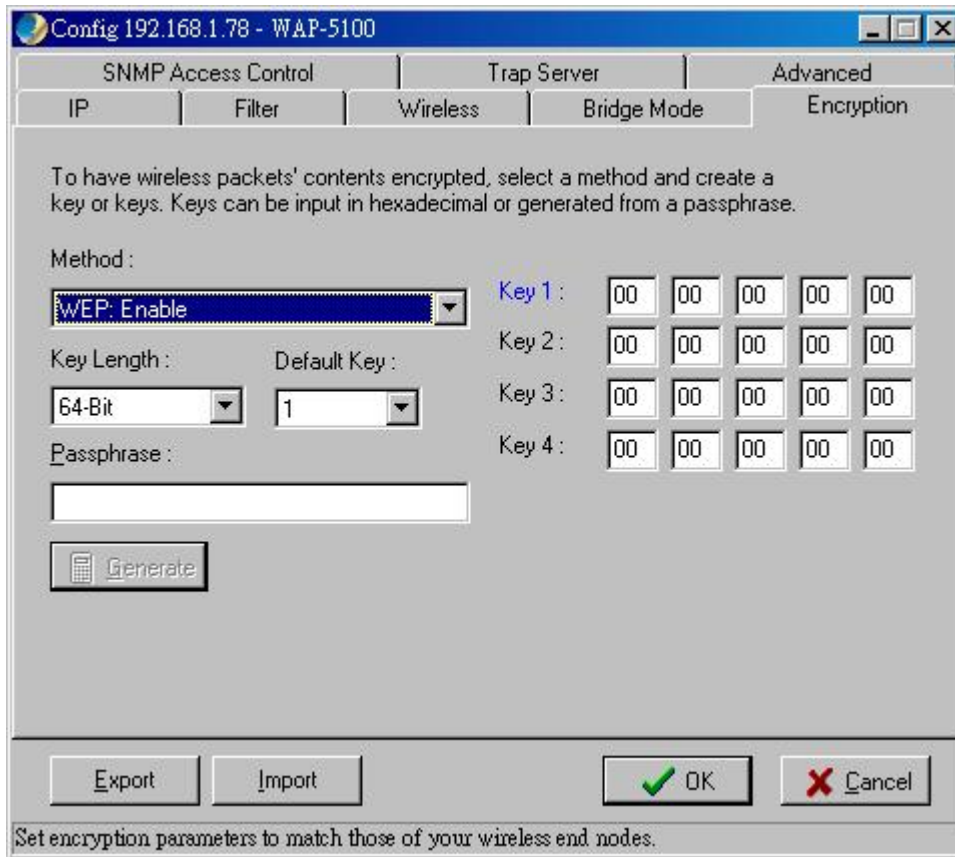 Config 192.168.1.78 - WAP-5100
SNMP Access Control Trap Server Advanced
IP Filter Wireless Bridge Mode Encryption
To have wireless packets' contents encrypted, select a method and create a
key or keys. Keys can be input in hexadecimal or generated from a passphrase.
Method :
WEP: Enable
Key Length : Default Key :
64-Bit 1
Passphrase :
Generate
Key 1 : 00 00 00 00 00
Key 2 : 00 00 00 00 00
Key 3 : 00 00 00 00 00
Key 4 : 00 00 00 00 00
Export Import OK Cancel
Set encryption parameters to match those of your wireless end nodes.